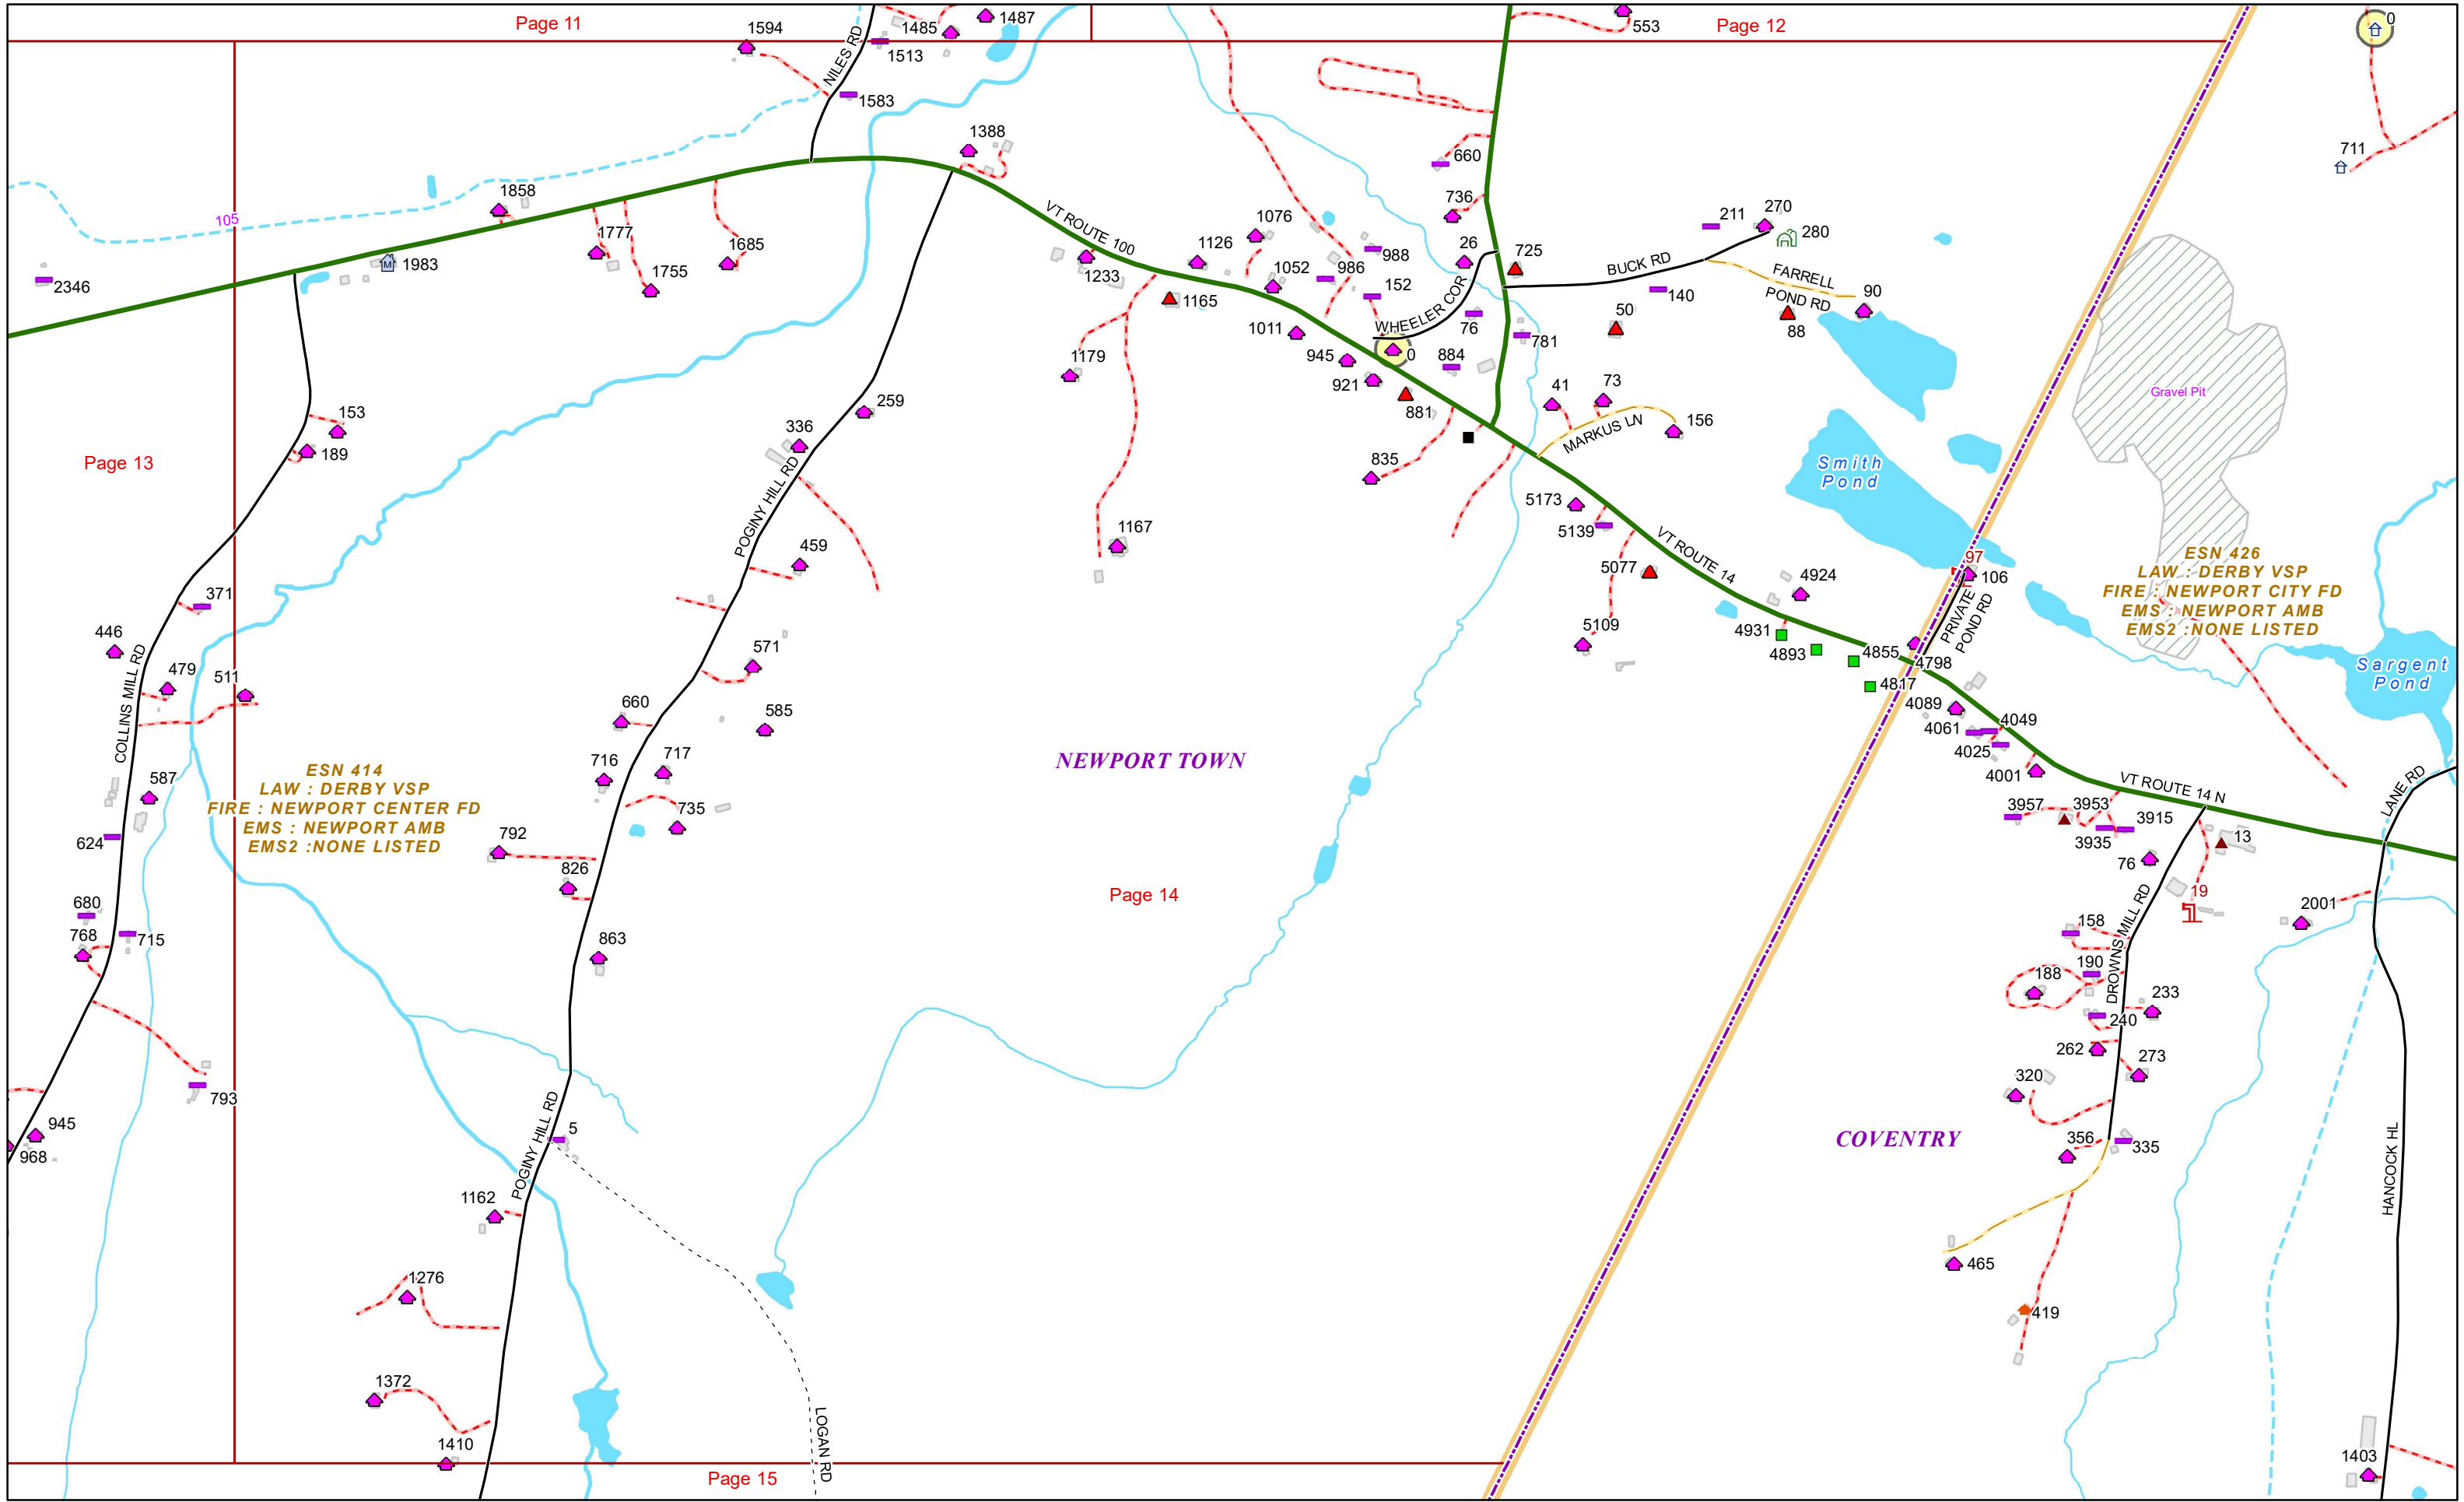 Page 11
1594
NILES RD
1485
1487
1513
1583
553
Page 12
0
711
1388
660
736
105
1858
1777
1685
1755
1983
2346
VT ROUTE 100
1233
1126
1076
1052
986
988
152
26
725
BUCK RD
211
270
280
FARRELL
POND RD
90
88
140
50
1165
1179
1011
945
921
881
WHEELER COR
0
76
884
781
Gravel Pit
153
189
Page 13
259
336
POGINY HILL RD
459
1167
835
41
73
156
MARKUS LN
Smith
Pond
5173
5139
VT ROUTE 14
5077
5109
4924
4931
4893
4855
4817
4798
97
106
PRIVATE
POND RD
ESN 426
LAW : DERBY VSP
FIRE : NEWPORT CITY FD
EMS : NEWPORT AMB
EMS2 :NONE LISTED
Sargent
Pond
371
446
479
511
COLLINS MILL RD
571
585
660
716
717
735
NEWPORT TOWN
4089
4061
4049
4025
4001
VT ROUTE 14 N
LANE RD
ESN 414
LAW : DERBY VSP
FIRE : NEWPORT CENTER FD
EMS : NEWPORT AMB
EMS2 :NONE LISTED
587
624
792
826
863
Page 14
3957
3953
3935
3915
13
76
19
2001
680
768
715
793
945
968
158
DROWNS MILL RD
188
190
233
240
262
273
320
356
335
COVENTRY
HANCOCK HL
POGINY HILL RD
5
1162
1276
1372
1410
465
419
LOGAN RD
Page 15
1403